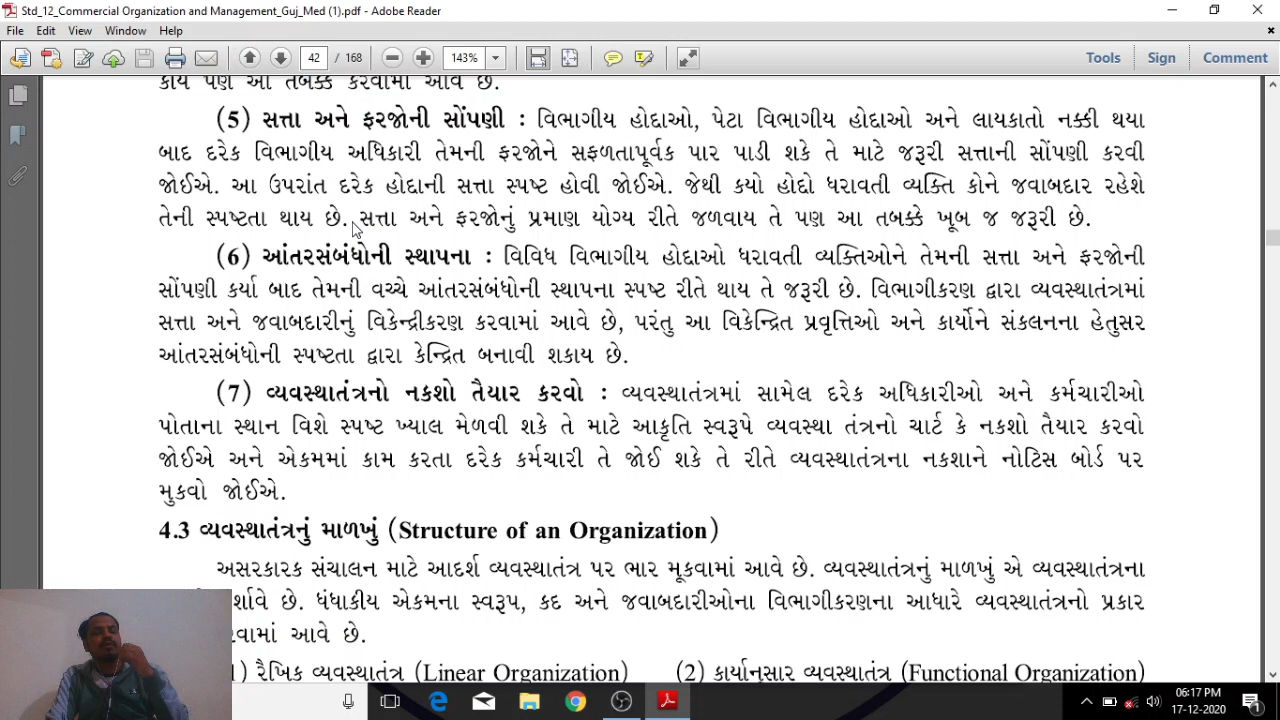 Std_12_Commercial Organization and Management_Guj_Med (1).pdf - Adobe Reader
File Edit View Window Help
42 / 168 143% Tools Sign Comment
કાર્ય પણ આ તબક્કે કરવામાં આવે છે.
(5) સત્તા અને ફરજોની સોંપણી : વિભાગીય હોદ્દાઓ, પેટા વિભાગીય હોદ્દાઓ અને લાયકાતો નક્કી થયા
બાદ દરેક વિભાગીય અધિકારી તેમની ફરજોને સફળતાપૂર્વક પાર પાડી શકે તે માટે જરૂરી સત્તાની સોંપણી કરવી
જોઈએ. આ ઉપરાંત દરેક હોદ્દાની સત્તા સ્પષ્ટ હોવી જોઈએ. જેથી કયો હોદ્દો ધરાવતી વ્યક્તિ કોને જવાબદાર રહેશે
તેની સ્પષ્ટતા થાય છે. સત્તા અને ફરજોનું પ્રમાણ યોગ્ય રીતે જળવાય તે પણ આ તબક્કે ખૂબ જ જરૂરી છે.
(6) આંતરસંબંધોની સ્થાપના : વિવિધ વિભાગીય હોદ્દાઓ ધરાવતી વ્યક્તિઓને તેમની સત્તા અને ફરજોની
સોંપણી કર્યા બાદ તેમની વચ્ચે આંતરસંબંધોની સ્થાપના સ્પષ્ટ રીતે થાય તે જરૂરી છે. વિભાગીકરણ દ્વારા વ્યવસ્થાતંત્રમાં
સત્તા અને જવાબદારીનું વિકેન્દ્રીકરણ કરવામાં આવે છે, પરંતુ આ વિકેન્દ્રિત પ્રવૃત્તિઓ અને કાર્યોને સંકલનના હેતુસર
આંતરસંબંધોની સ્પષ્ટતા દ્વારા કેન્દ્રિત બનાવી શકાય છે.
(7) વ્યવસ્થાતંત્રનો નકશો તૈયાર કરવો : વ્યવસ્થાતંત્રમાં સામેલ દરેક અધિકારીઓ અને કર્મચારીઓ
પોતાના સ્થાન વિશે સ્પષ્ટ ખ્યાલ મેળવી શકે તે માટે આકૃતિ સ્વરૂપે વ્યવસ્થા તંત્રનો ચાર્ટ કે નકશો તૈયાર કરવો
જોઈએ અને એકમમાં કામ કરતા દરેક કર્મચારી તે જોઈ શકે તે રીતે વ્યવસ્થાતંત્રના નકશાને નોટિસ બોર્ડ પર
મુકવો જોઈએ.
4.3 વ્યવસ્થાતંત્રનું માળખું (Structure of an Organization)
અસરકારક સંચાલન માટે આદર્શ વ્યવસ્થાતંત્ર પર ભાર મૂકવામાં આવે છે. વ્યવસ્થાતંત્રનું માળખું એ વ્યવસ્થાતંત્રના
ર્શાવે છે. ધંધાકીય એકમના સ્વરૂપ, કદ અને જવાબદારીઓના વિભાગીકરણના આધારે વ્યવસ્થાતંત્રનો પ્રકાર
રવામાં આવે છે.
1) રૈખિક વ્યવસ્થાતંત્ર (Linear Organization) (2) કાર્યાનુસાર વ્યવસ્થાતંત્ર (Functional Organization)
06:17 PM
17-12-2020